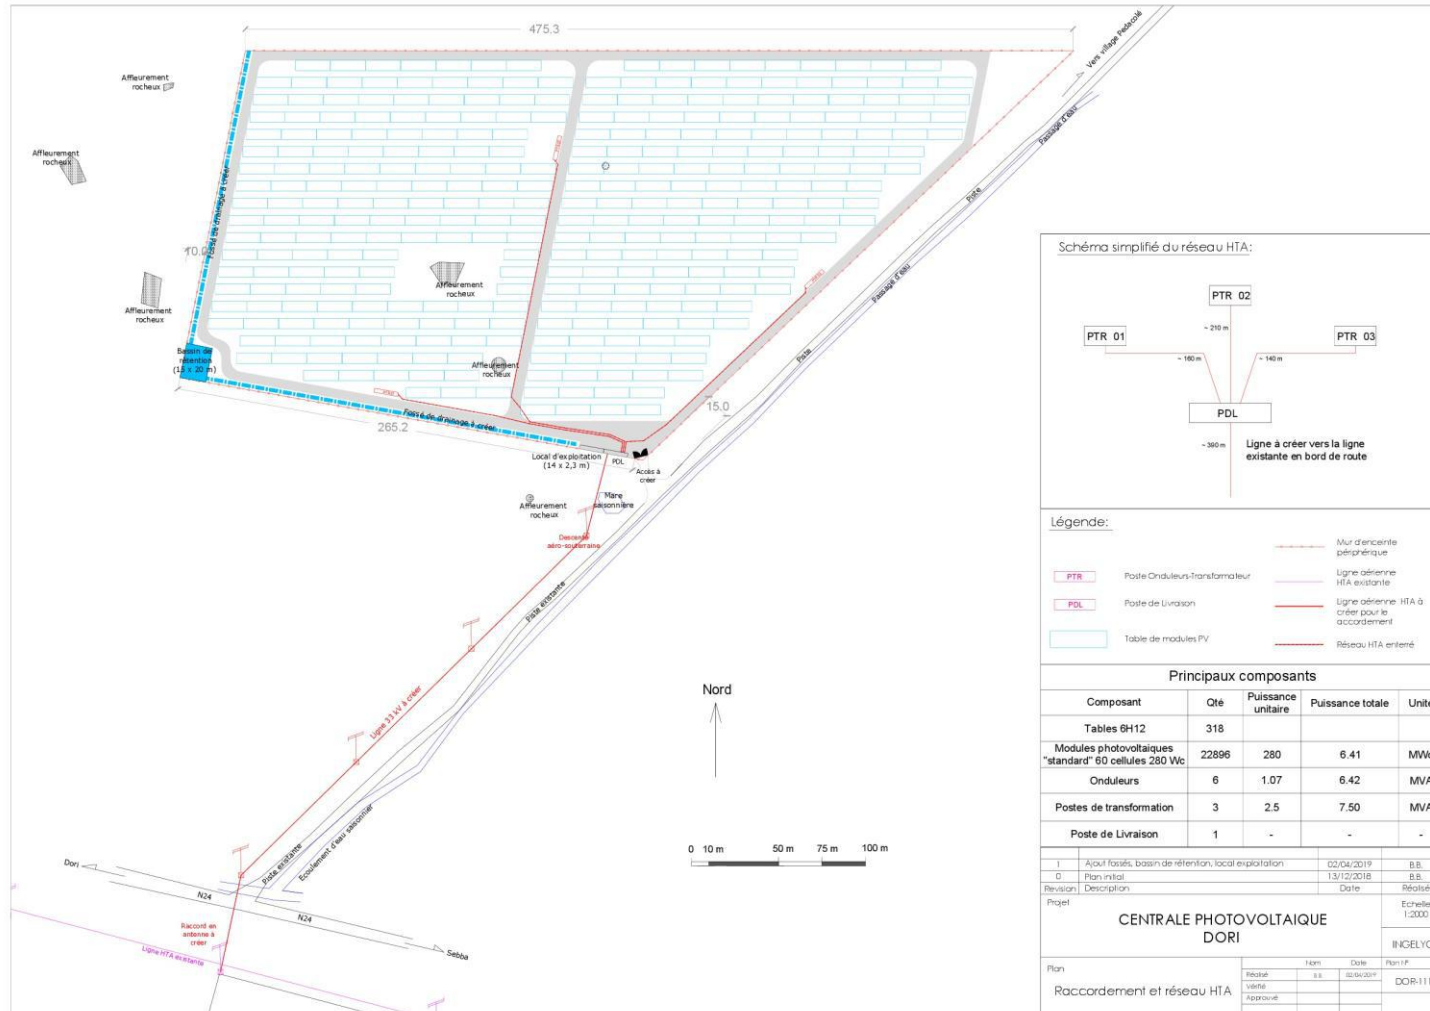 475.3
Vers village Pedacolé
Affleurement
rocheux
Affleurement
rocheux
Passage d'eau
Piste
Fossé de drainage à créer
Affleurement
rocheux
Affleurement
rocheux
Passage d'eau
Piste
Bassin de
rétention
(15 x 20 m)
Affleurement
rocheux
15.0
265.2
Fossé de drainage à créer
Local d'exploitation
(14 x 2,3 m)
PDL
Accès à
créer
Mare
saisonnière
Affleurement
rocheux
Descente
aéro-souterraine
Piste existante
Ligne 33 kV à créer
Nord
0 10 m 50 m 75 m 100 m
Ecoulement d'eau saisonnier
Piste existante
Dori
N24
N24
Sebba
Raccord en
antenne à
créer
Ligne HTA existante
Schéma simplifié du réseau HTA:
PTR 02
~ 210 m
PTR 01
PTR 03
~ 160 m
~ 140 m
PDL
~ 390 m
Ligne à créer vers la ligne
existante en bord de route
Légende:
Mur d'enceinte
périphérique
PTR Poste Onduleurs-Transformateur
Ligne aérienne
HTA existante
PDL Poste de Livraison
Ligne aérienne HTA à
créer pour le
accordement
Table de modules PV
Réseau HTA enterré
Principaux composants
Composant Qté Puissance unitaire Puissance totale Unité
Tables 6H12 318
Modules photovoltaiques
"standard" 60 cellules 280 Wc 22896 280 6.41 MWc
Onduleurs 6 1.07 6.42 MVA
Postes de transformation 3 2.5 7.50 MVA
Poste de Livraison 1 - - -
1 Ajout fossés, bassin de rétention, local exploitation 02/04/2019 B.B.
0 Plan initial 13/12/2018 B.B.
Revision Description Date Réalisé
Projet
CENTRALE PHOTOVOLTAIQUE
DORI
Echelle
1:2000
Plan
Raccordement et réseau HTA
Nom Date Plan N°
Réalisé B.B. 02/04/2019
Vérifié
Approuvé